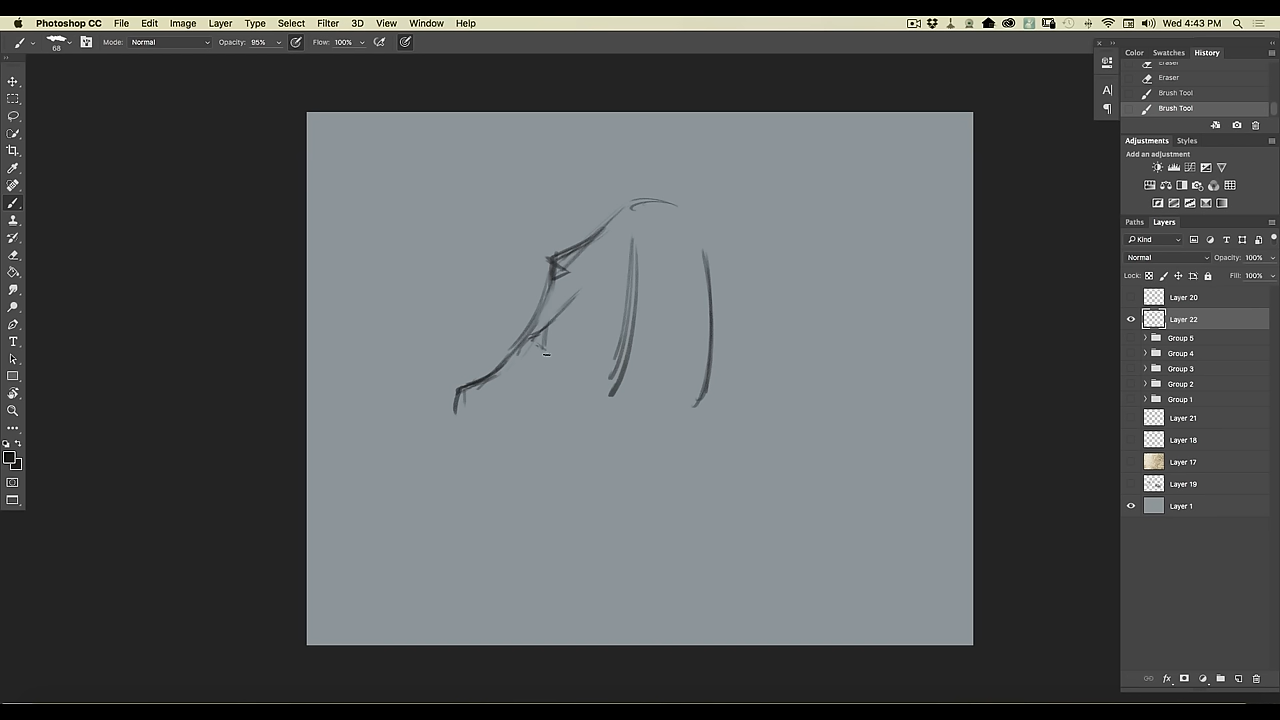 Photoshop CC File Edit Image Layer Type Select Filter 3D View Window Help Wed 4:43 PM
68 Mode: Normal Opacity: 95% Flow: 100%
Color Swatches History
Eraser
Eraser
Brush Tool
Brush Tool
Adjustments Styles
Add an adjustment
Paths Layers
Kind
Normal Opacity: 100%
Lock: Fill: 100%
Layer 20
Layer 22
Group 5
Group 4
Group 3
Group 2
Group 1
Layer 21
Layer 18
Layer 17
Layer 19
Layer 1